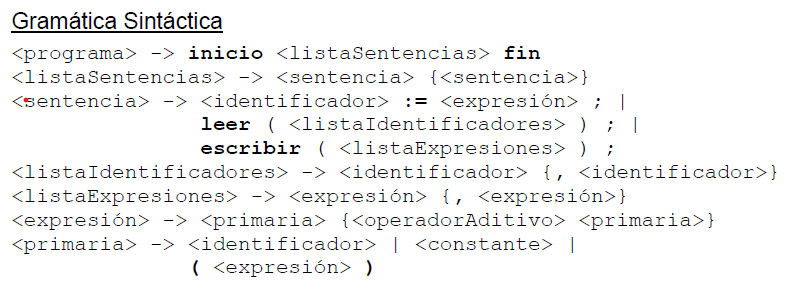 Gramática Sintáctica
<programa> -> inicio <listaSentencias> fin
<listaSentencias> -> <sentencia> {<sentencia>}
<sentencia> -> <identificador> := <expresión> ; |
leer ( <listaIdentificadores> ) ; |
escribir ( <listaExpresiones> ) ;
<listaIdentificadores> -> <identificador> {, <identificador>}
<listaExpresiones> -> <expresión> {, <expresión>}
<expresión> -> <primaria> {<operadorAditivo> <primaria>}
<primaria> -> <identificador> | <constante> |
( <expresión> )